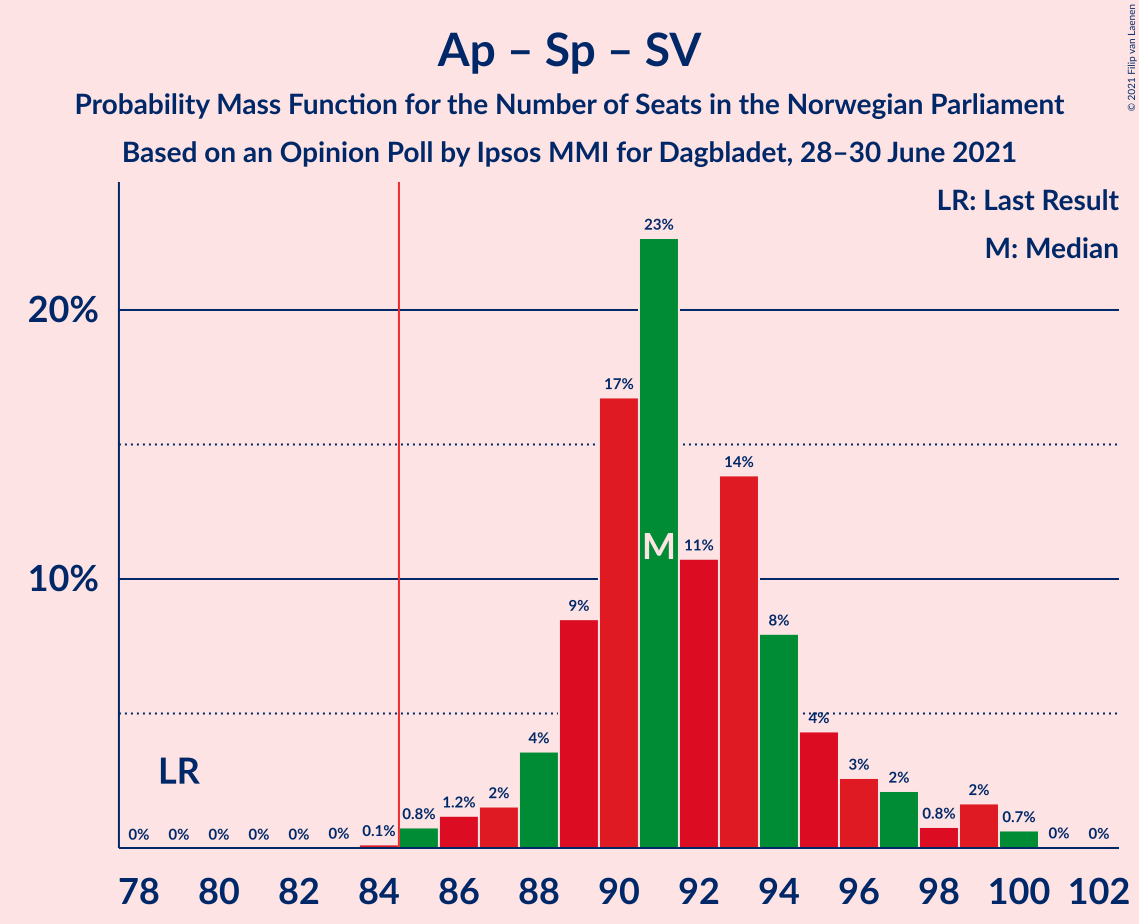 Ap – Sp – SV
Probability Mass Function for the Number of Seats in the Norwegian Parliament
Based on an Opinion Poll by Ipsos MMI for Dagbladet, 28–30 June 2021
© 2021 Filip van Laenen
LR: Last Result
M: Median
20%
10%
0% 0% 0% 0% 0% 0% 0.1% 0.8% 1.2% 2% 4% 9% 17% 23% 11% 14% 8% 4% 3% 2% 0.8% 2% 0.7% 0% 0%
LR
M
78 80 82 84 86 88 90 92 94 96 98 100 102